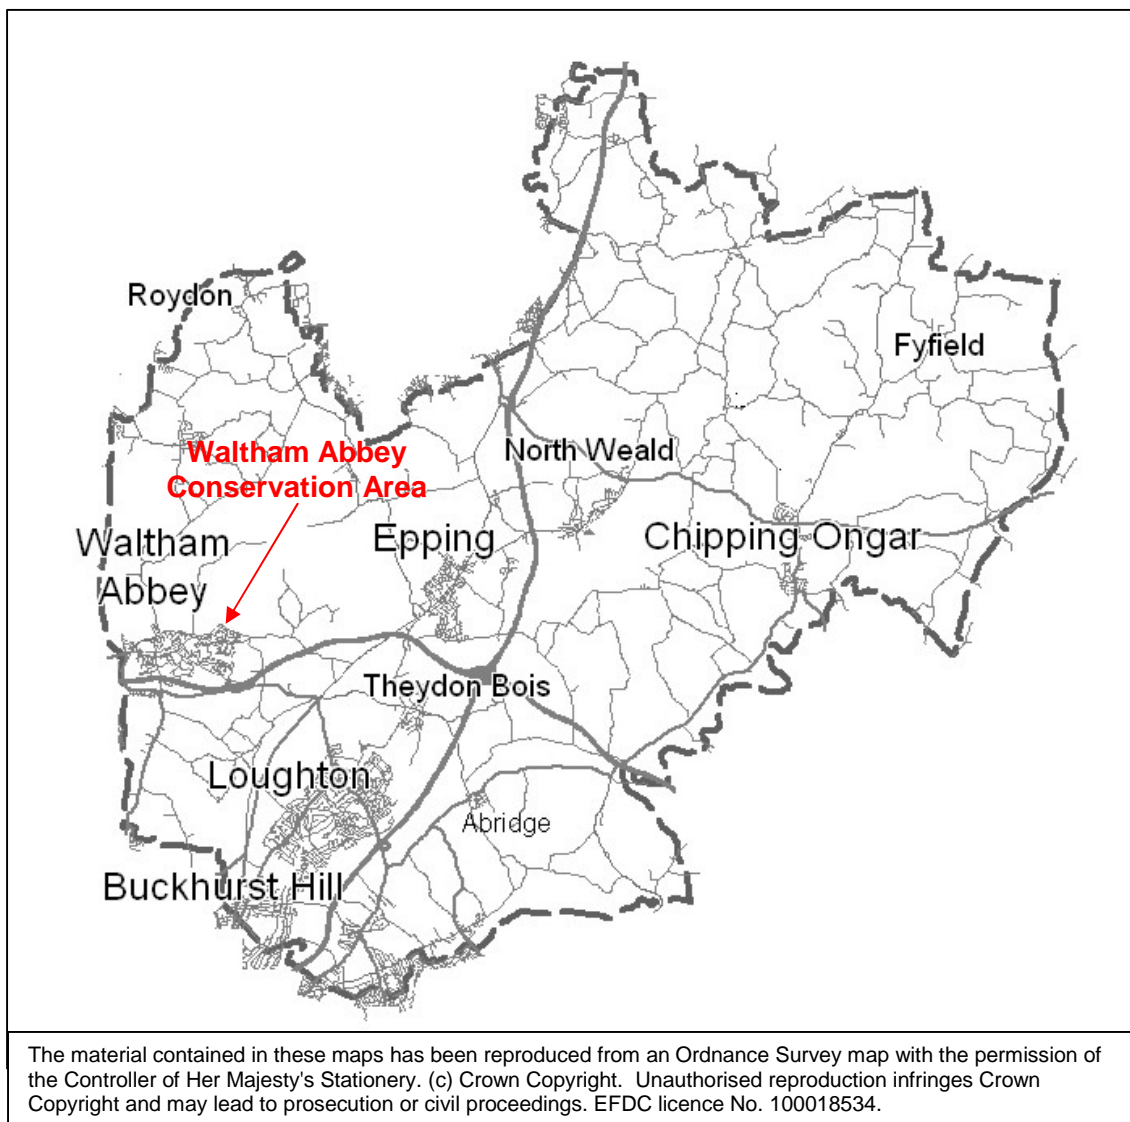 Roydon
Fyfield
Waltham Abbey
Conservation Area
North Weald
Waltham
Abbey
Epping
Chipping Ongar
Theydon Bois
Loughton
Abridge
Buckhurst Hill
The material contained in these maps has been reproduced from an Ordnance Survey map with the permission of
the Controller of Her Majesty's Stationery. (c) Crown Copyright.  Unauthorised reproduction infringes Crown
Copyright and may lead to prosecution or civil proceedings. EFDC licence No. 100018534.